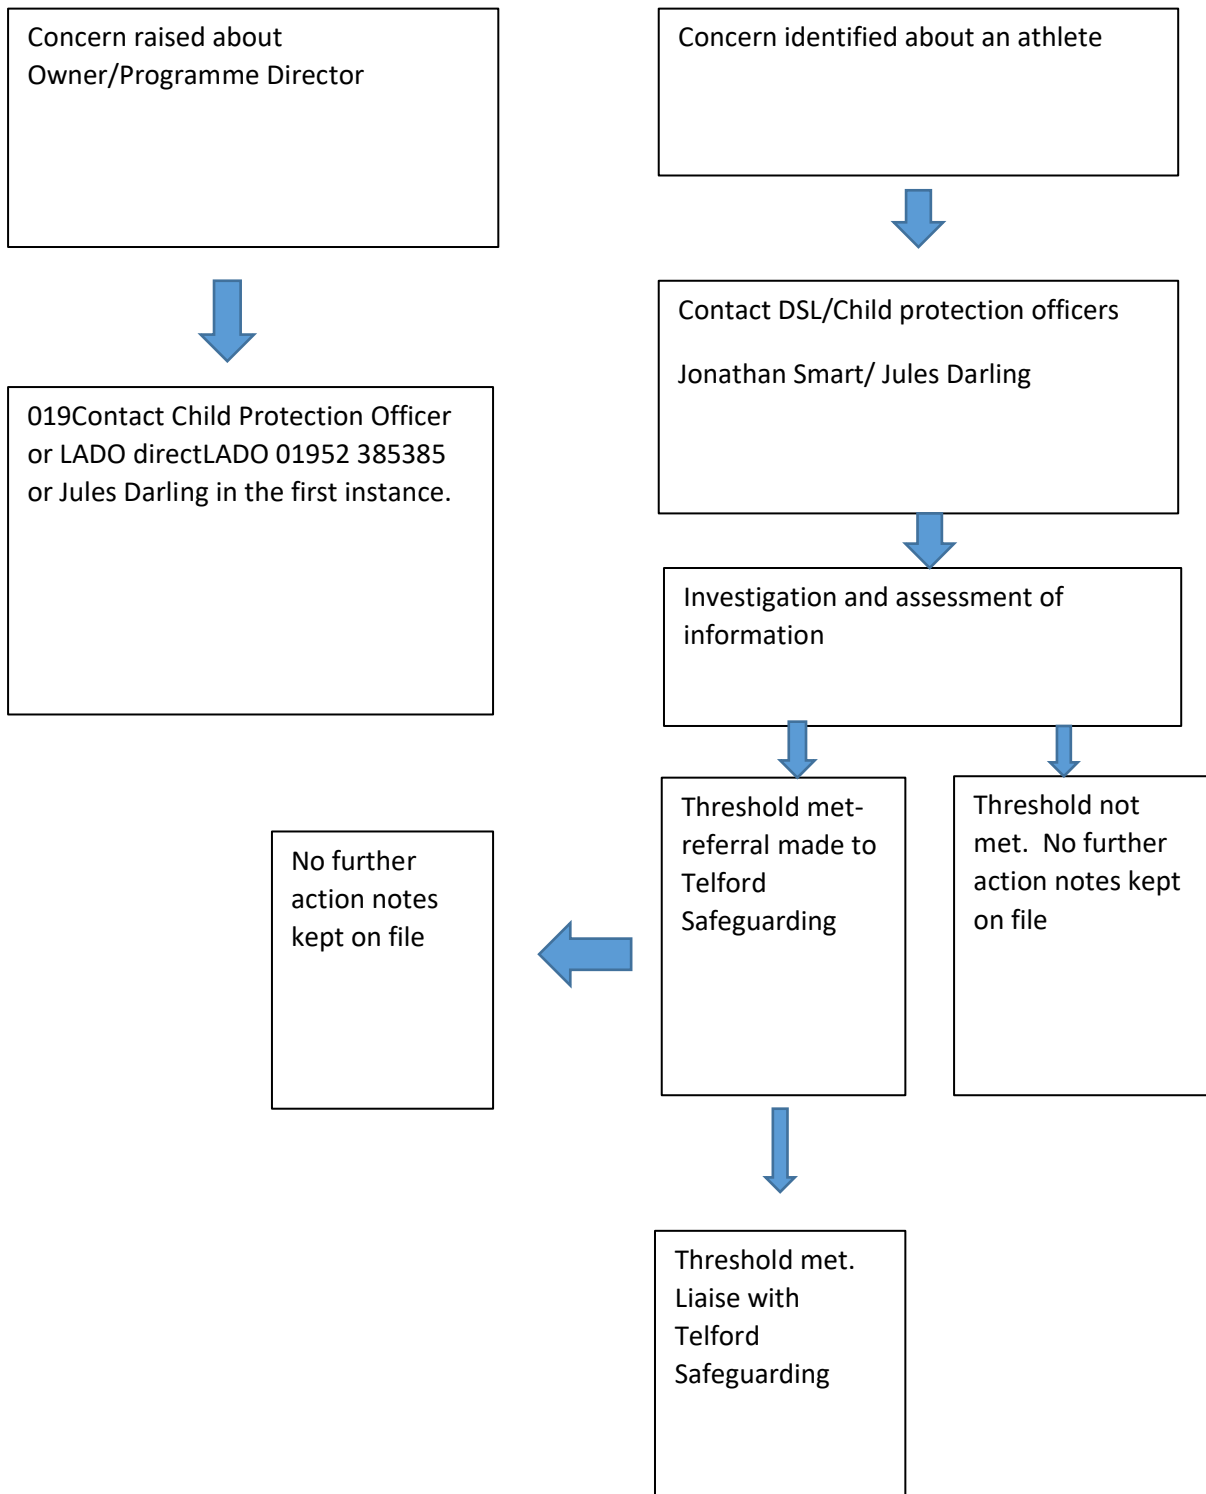 Concern raised about
Owner/Programme Director
Concern identified about an athlete
Contact DSL/Child protection officers
Jonathan Smart/ Jules Darling
019Contact Child Protection Officer
or LADO directLADO 01952 385385
or Jules Darling in the first instance.
Investigation and assessment of
information
Threshold met-
referral made to
Telford
Safeguarding
Threshold not
met.  No further
action notes kept
on file
No further
action notes
kept on file
Threshold met.
Liaise with
Telford
Safeguarding